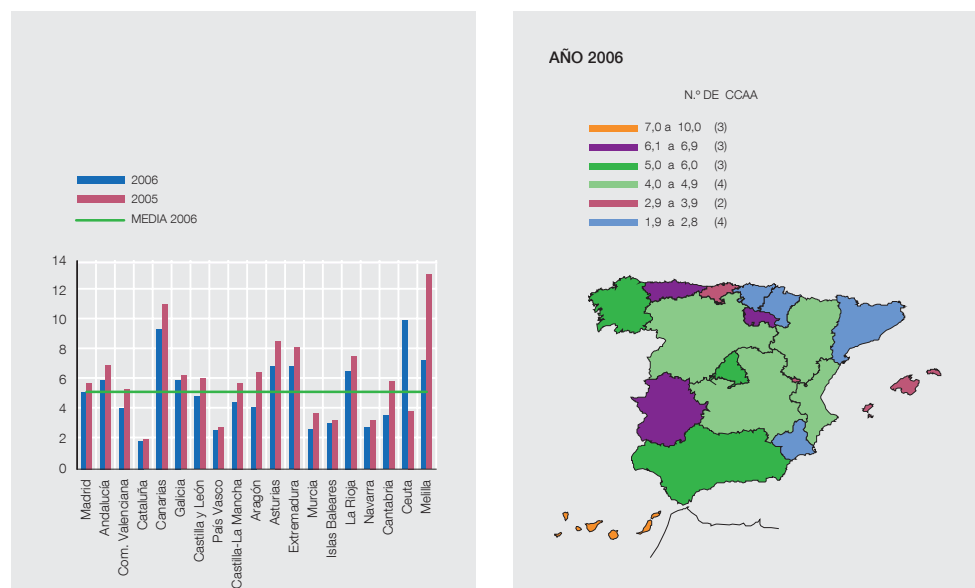 2006
2005
MEDIA 2006
14
12
10
8
6
4
2
0
Madrid
Andalucía
Com. Valenciana
Cataluña
Canarias
Galicia
Castilla y León
País Vasco
Castilla-La Mancha
Aragón
Asturias
Extremadura
Murcia
Islas Baleares
La Rioja
Navarra
Cantabria
Ceuta
Melilla
AÑO 2006
N.º DE CCAA
7,0 a 10,0 (3)
6,1 a 6,9 (3)
5,0 a 6,0 (3)
4,0 a 4,9 (4)
2,9 a 3,9 (2)
1,9 a 2,8 (4)